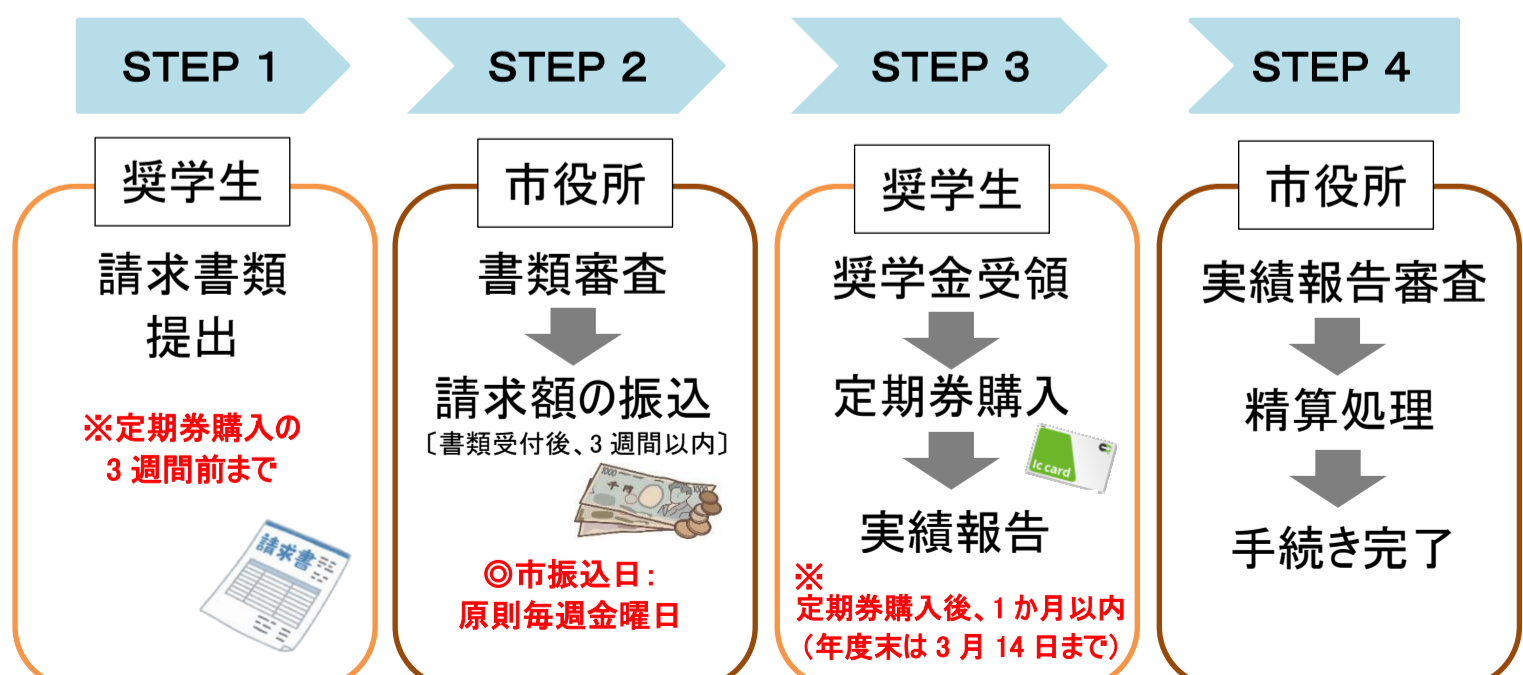 STEP 1
奨学生
請求書類
提出
※定期券購入の
3 週間前まで
請求書
STEP 2
市役所
書類審査
請求額の振込
〔書類受付後、3 週間以内〕
1000
千円
1000
◎市振込日：
原則毎週金曜日
STEP 3
奨学生
奨学金受領
定期券購入
Ic card
実績報告
※
定期券購入後、1 か月以内
（年度末は 3 月 14 日まで）
STEP 4
市役所
実績報告審査
精算処理
手続き完了